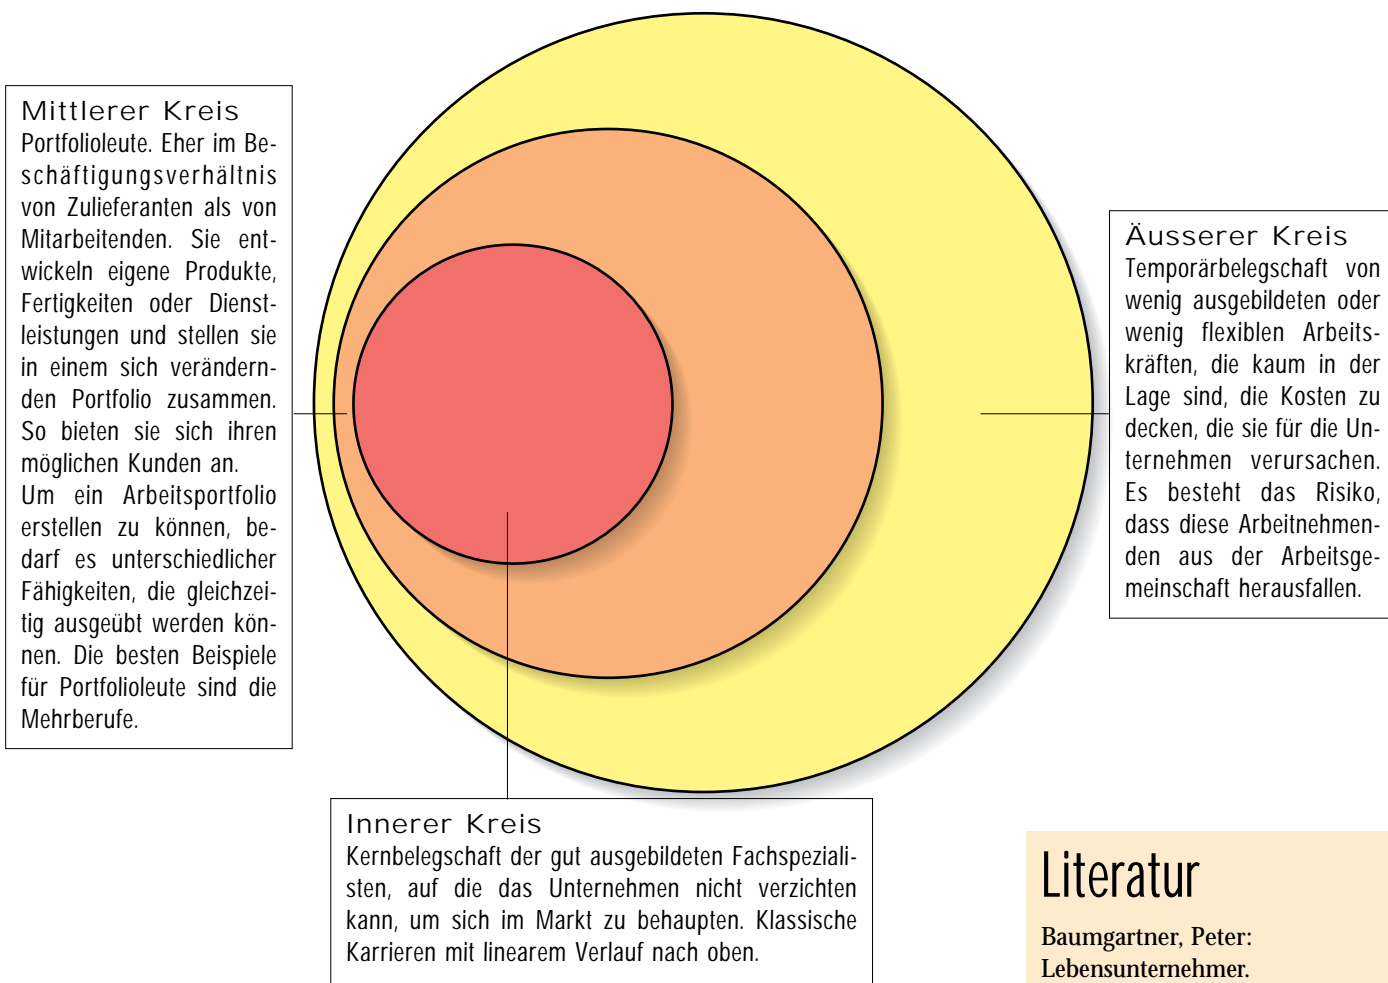 Mittlerer Kreis
Portfolioleute. Eher im Be-
schäftigungsverhältnis
von Zulieferanten als von
Mitarbeitenden. Sie ent-
wickeln eigene Produkte,
Fertigkeiten oder Dienst-
leistungen und stellen sie
in einem sich verändern-
den Portfolio zusammen.
So bieten sie sich ihren
möglichen Kunden an.
Um ein Arbeitsportfolio
erstellen zu können, be-
darf es unterschiedlicher
Fähigkeiten, die gleichzei-
tig ausgeübt werden kön-
nen. Die besten Beispiele
für Portfolioleute sind die
Mehrberufe.
Äusserer Kreis
Temporärbelegschaft von
wenig ausgebildeten oder
wenig flexiblen Arbeits-
kräften, die kaum in der
Lage sind, die Kosten zu
decken, die sie für die Un-
ternehmen verursachen.
Es besteht das Risiko,
dass diese Arbeitnehmen-
den aus der Arbeitsge-
meinschaft herausfallen.
Innerer Kreis
Kernbelegschaft der gut ausgebildeten Fachspeziali-
sten, auf die das Unternehmen nicht verzichten
kann, um sich im Markt zu behaupten. Klassische
Karrieren mit linearem Verlauf nach oben.
Literatur
Baumgartner, Peter:
Lebensunternehmer.